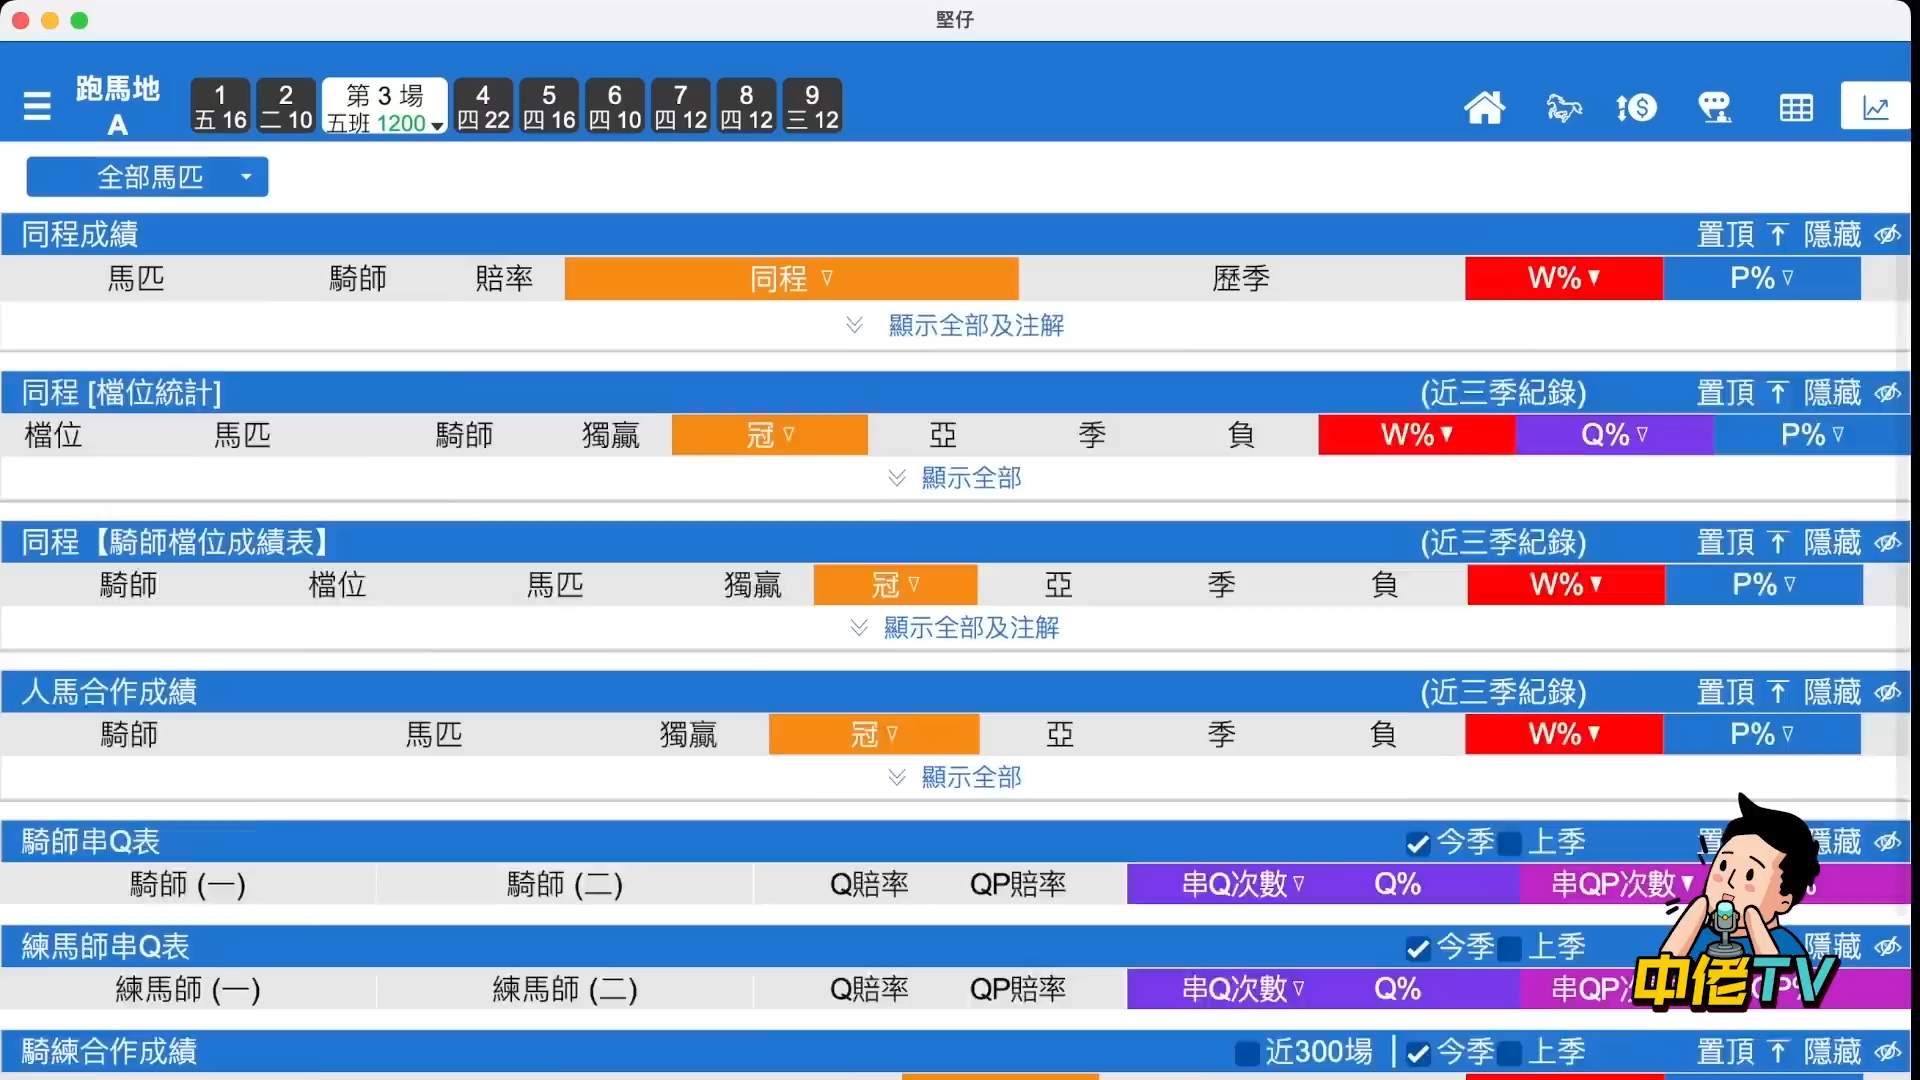 堅仔
跑馬地
A
1
五 16
2
二 10
第 3 場
五班 1200
4
四 22
5
四 16
6
四 10
7
四 12
8
四 12
9
三 12
全部馬匹
同程成績 置頂 隱藏
馬匹 騎師 賠率 同程 歷季 W% P%
顯示全部及注解
同程 [檔位統計] (近三季紀錄) 置頂 隱藏
檔位 馬匹 騎師 獨贏 冠 亞 季 負 W% Q% P%
顯示全部
同程【騎師檔位成績表】 (近三季紀錄) 置頂 隱藏
騎師 檔位 馬匹 獨贏 冠 亞 季 負 W% P%
顯示全部及注解
人馬合作成績 (近三季紀錄) 置頂 隱藏
騎師 馬匹 獨贏 冠 亞 季 負 W% P%
顯示全部
騎師串Q表 今季 上季 置 隱藏
騎師 (一) 騎師 (二) Q賠率 QP賠率 串Q次數 Q% 串QP次數 %
練馬師串Q表 今季 上季 隱藏
練馬師 (一) 練馬師 (二) Q賠率 QP賠率 串Q次數 Q% 串QP
中佬TV
騎練合作成績 近300場 | 今季 上季 置頂 隱藏